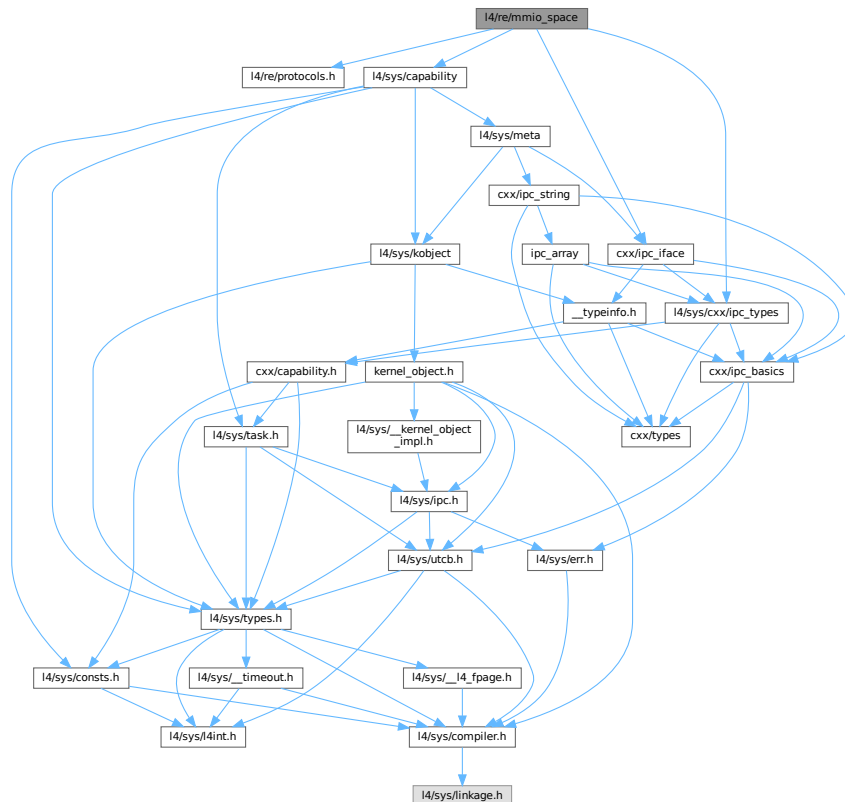 l4/re/mmio_space
l4/re/protocols.h
l4/sys/capability
l4/sys/meta
cxx/ipc_string
l4/sys/kobject
ipc_array
cxx/ipc_iface
__typeinfo.h
l4/sys/cxx/ipc_types
cxx/capability.h
kernel_object.h
cxx/ipc_basics
l4/sys/task.h
l4/sys/__kernel_object
_impl.h
cxx/types
l4/sys/ipc.h
l4/sys/utcb.h
l4/sys/err.h
l4/sys/types.h
l4/sys/consts.h
l4/sys/__timeout.h
l4/sys/__l4_fpage.h
l4/sys/l4int.h
l4/sys/compiler.h
l4/sys/linkage.h